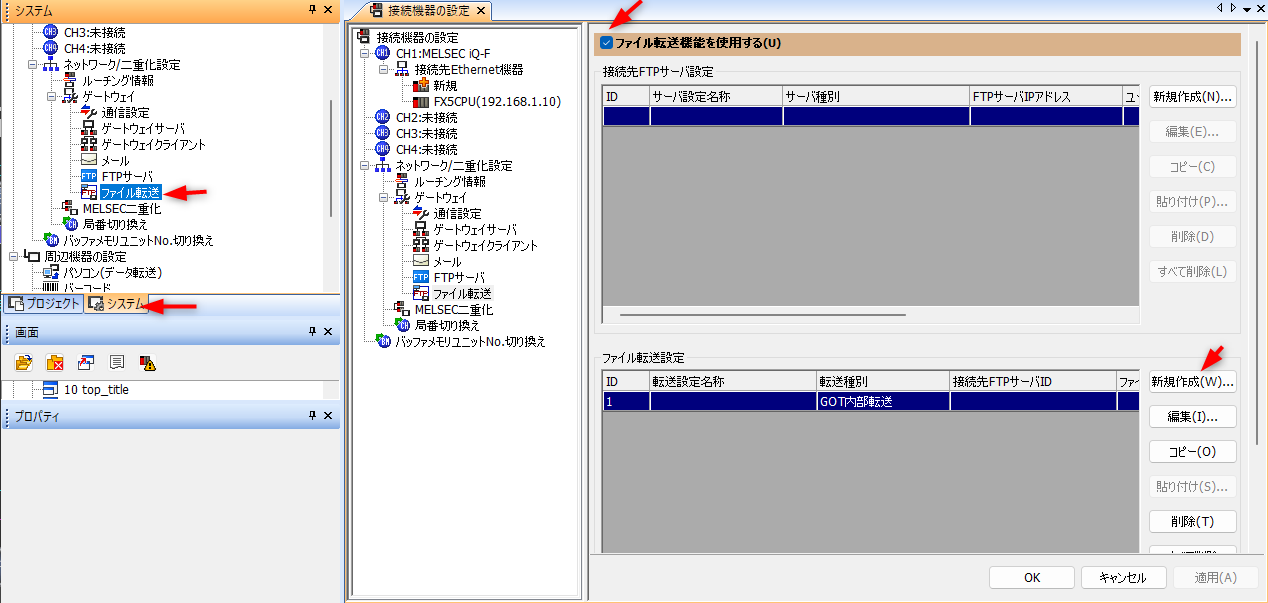 システム
CH3:未接続
CH4:未接続
ネットワーク/二重化設定
ルーチング情報
ゲートウェイ
通信設定
ゲートウェイサーバ
ゲートウェイクライアント
メール
FTPサーバ
ファイル転送
MELSEC二重化
局番切り換え
バッファメモリユニットNo.切り換え
周辺機器の設定
パソコン(データ転送)
バーコード
プロジェクト
システム
画面
10 top_title
プロパティ
接続機器の設定
接続機器の設定
CH1:MELSEC iQ-F
接続先Ethernet機器
新規
FX5CPU(192.168.1.10)
CH2:未接続
CH3:未接続
CH4:未接続
ネットワーク/二重化設定
ルーチング情報
ゲートウェイ
通信設定
ゲートウェイサーバ
ゲートウェイクライアント
メール
FTPサーバ
ファイル転送
MELSEC二重化
局番切り換え
バッファメモリユニットNo.切り換え
ファイル転送機能を使用する(U)
接続先FTPサーバ設定
ID サーバ設定名称 サーバ種別 FTPサーバIPアドレス ユ
新規作成(N)...
編集(E)...
コピー(C)
貼り付け(P)...
削除(D)
すべて削除(L)
ファイル転送設定
ID 転送設定名称 転送種別 接続先FTPサーバID ファイ
1 GOT内部転送
新規作成(W)...
編集(I)...
コピー(O)
貼り付け(S)...
削除(T)
OK
キャンセル
適用(A)